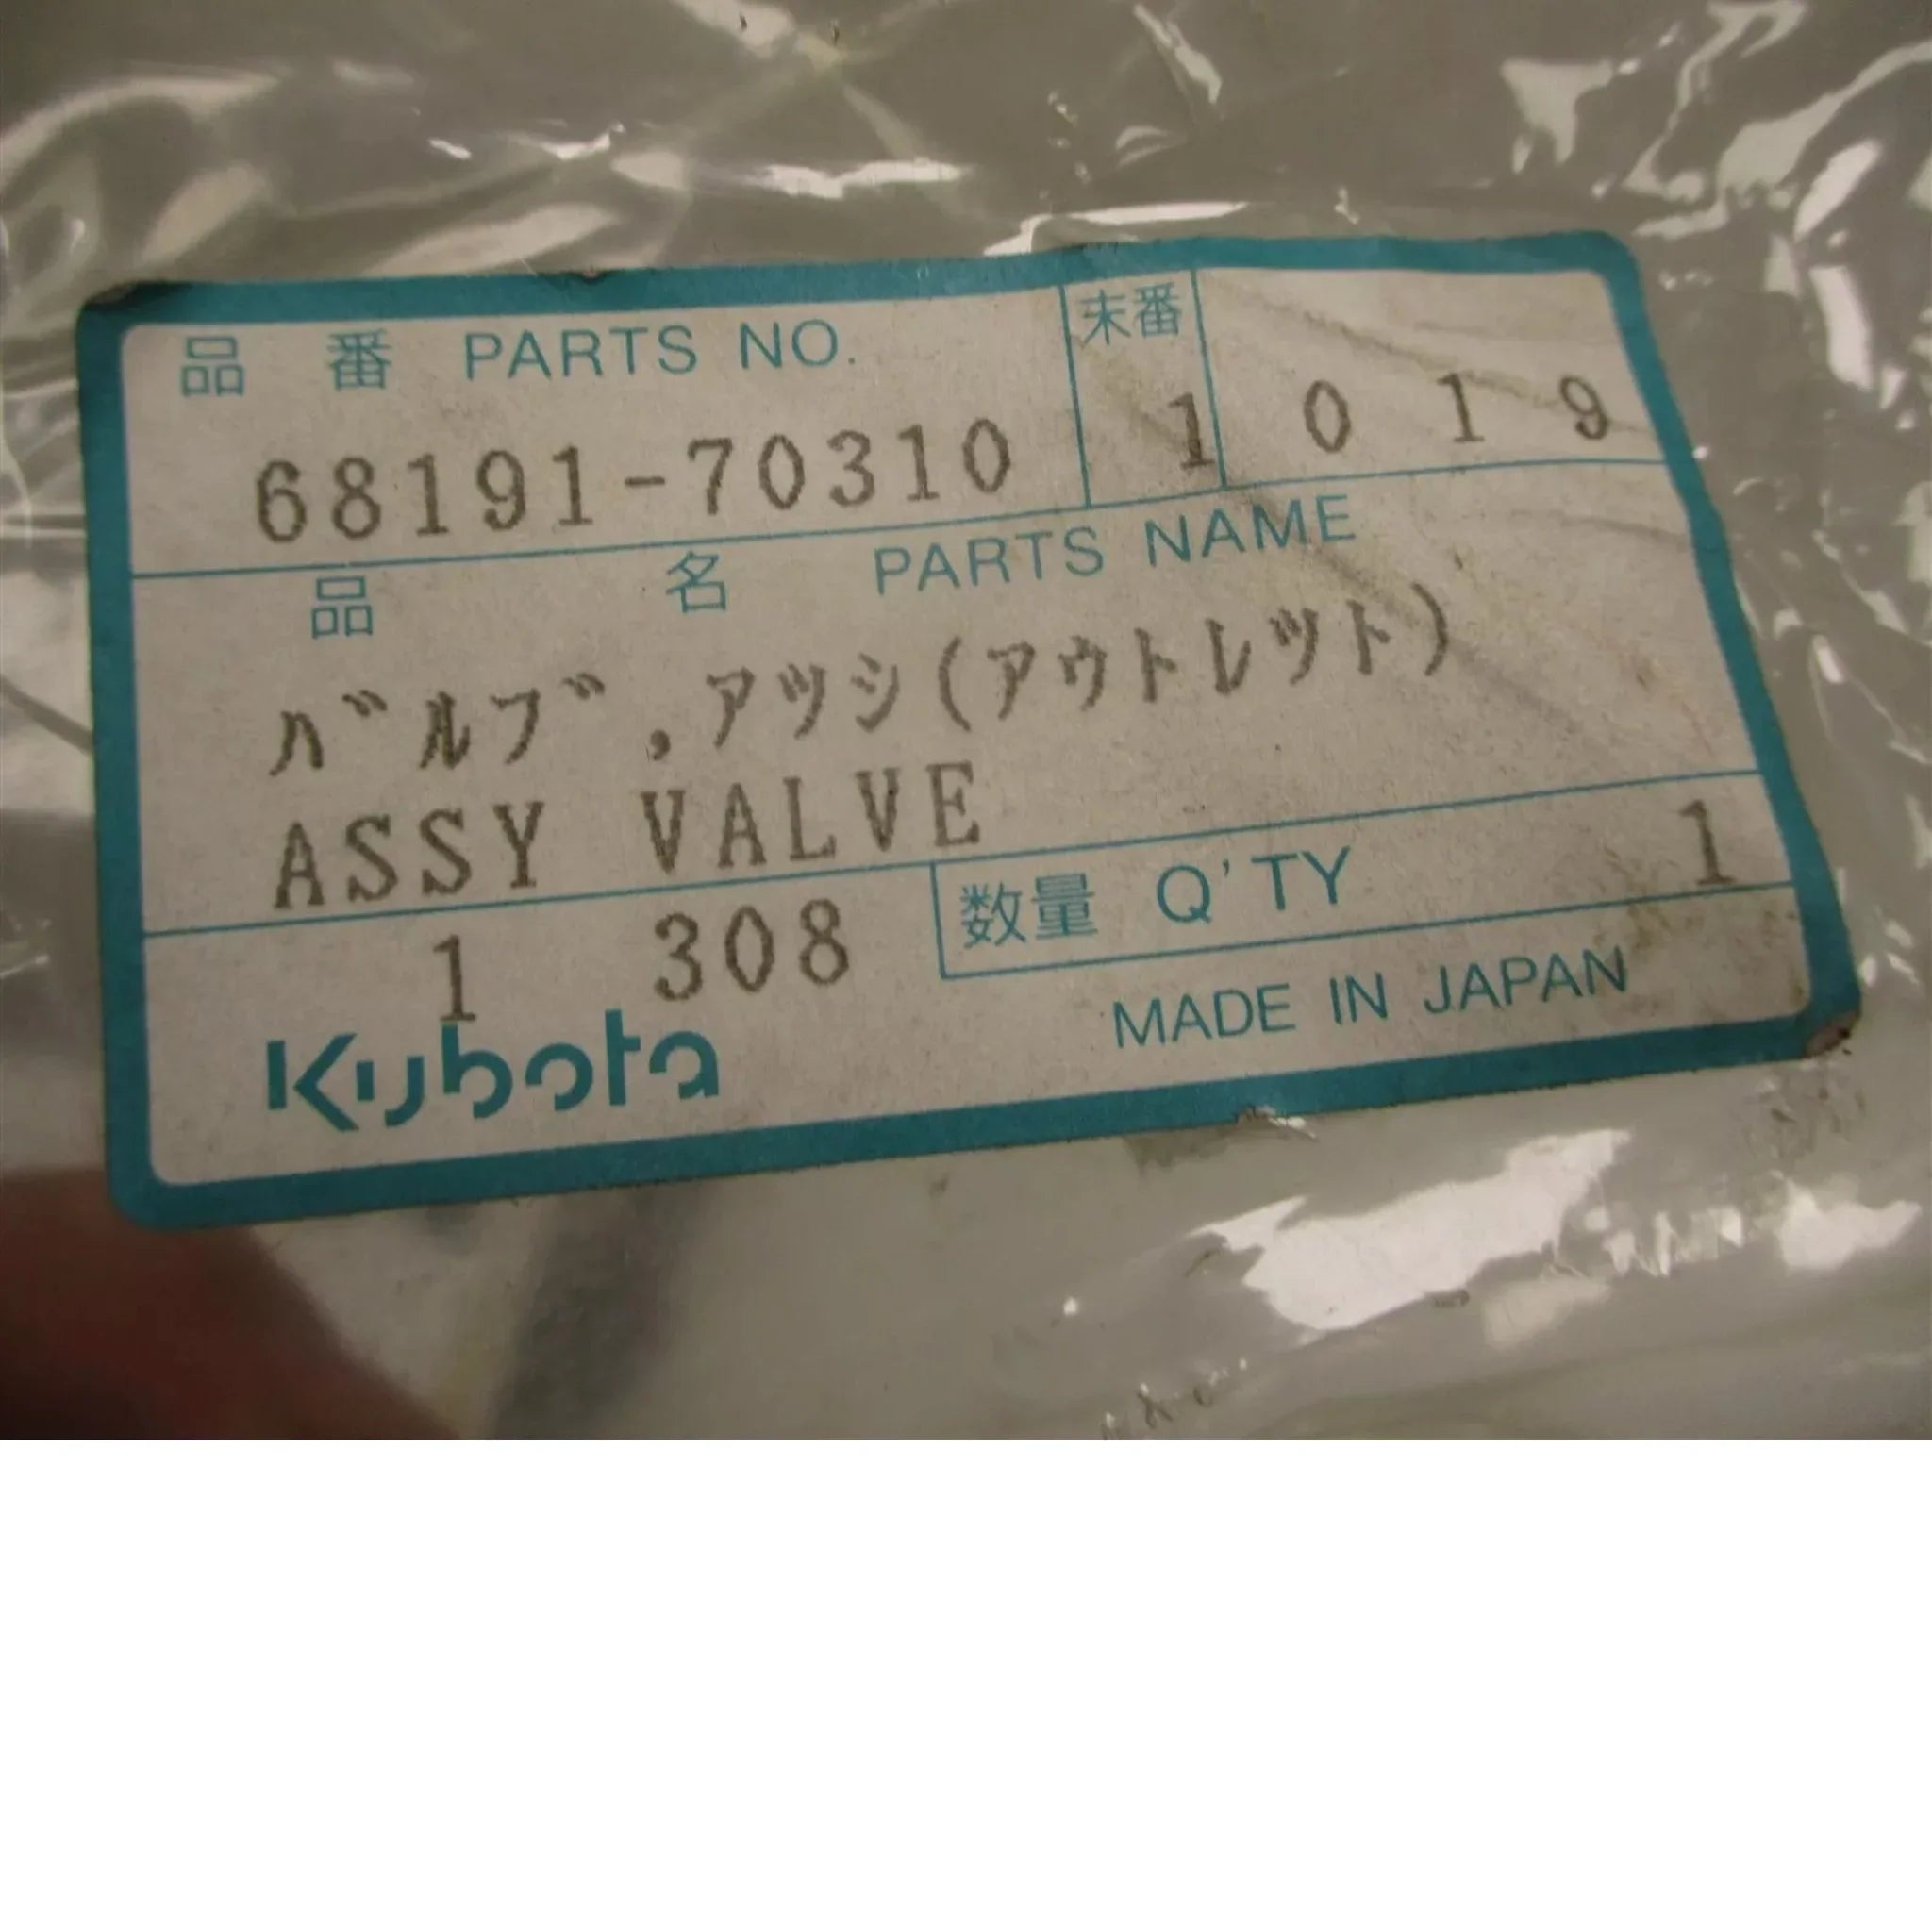 品 番 PARTS NO. 末番
68191-70310 1 0 1 9
品 名 PARTS NAME
バルブ,アツシ(アウトレツト)
ASSY VALVE
数量 Q'TY 1
1 308
Kubota MADE IN JAPAN